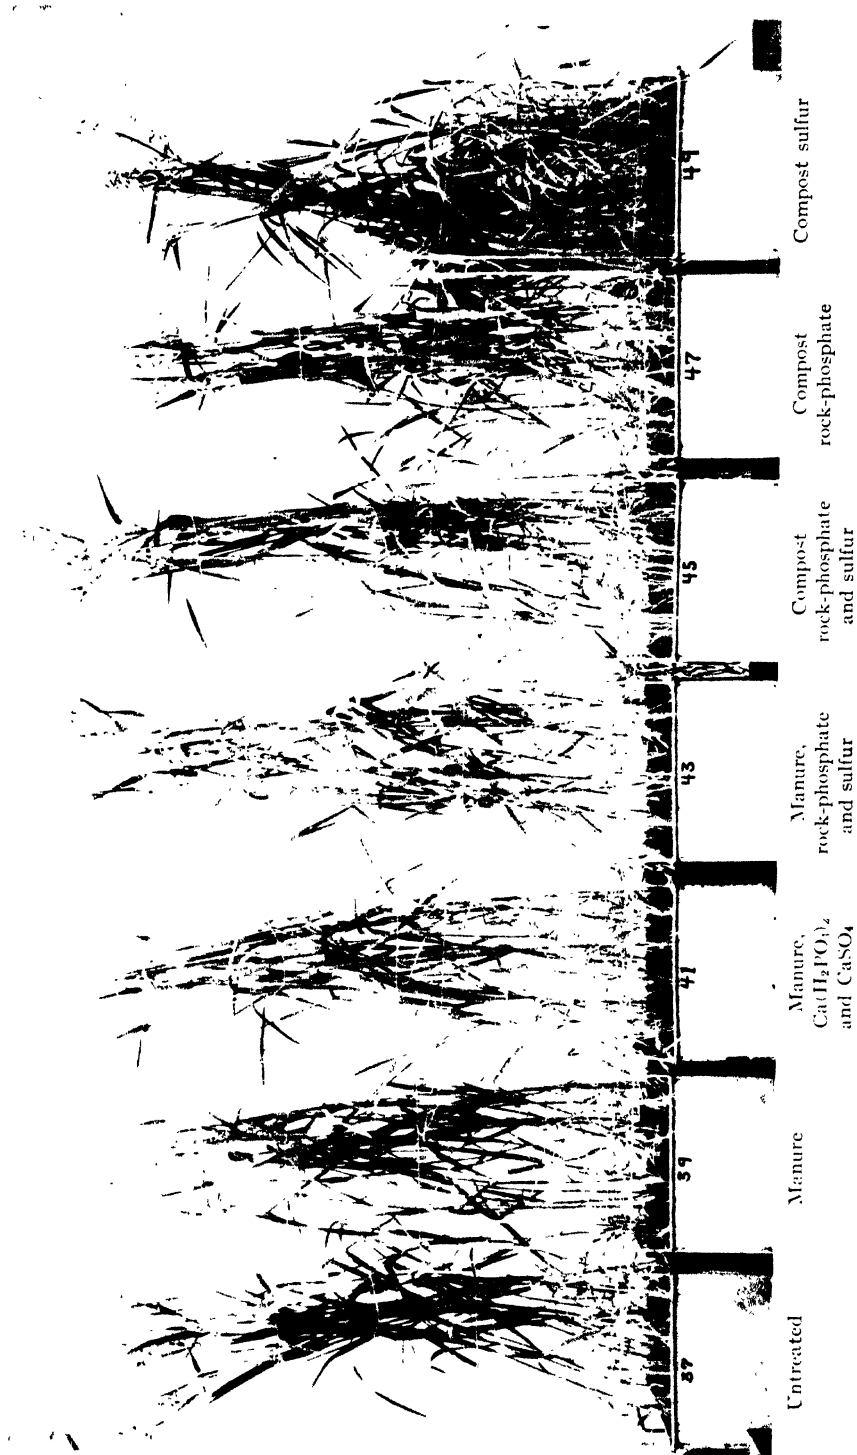 37
39
41
43
45
47
49
Untreated
Manure
Manure,
Ca(H₂PO₄)₂
and CaSO₄
Manure,
rock-phosphate
and sulfur
Compost
rock-phosphate
and sulfur
Compost
rock-phosphate
Compost sulfur